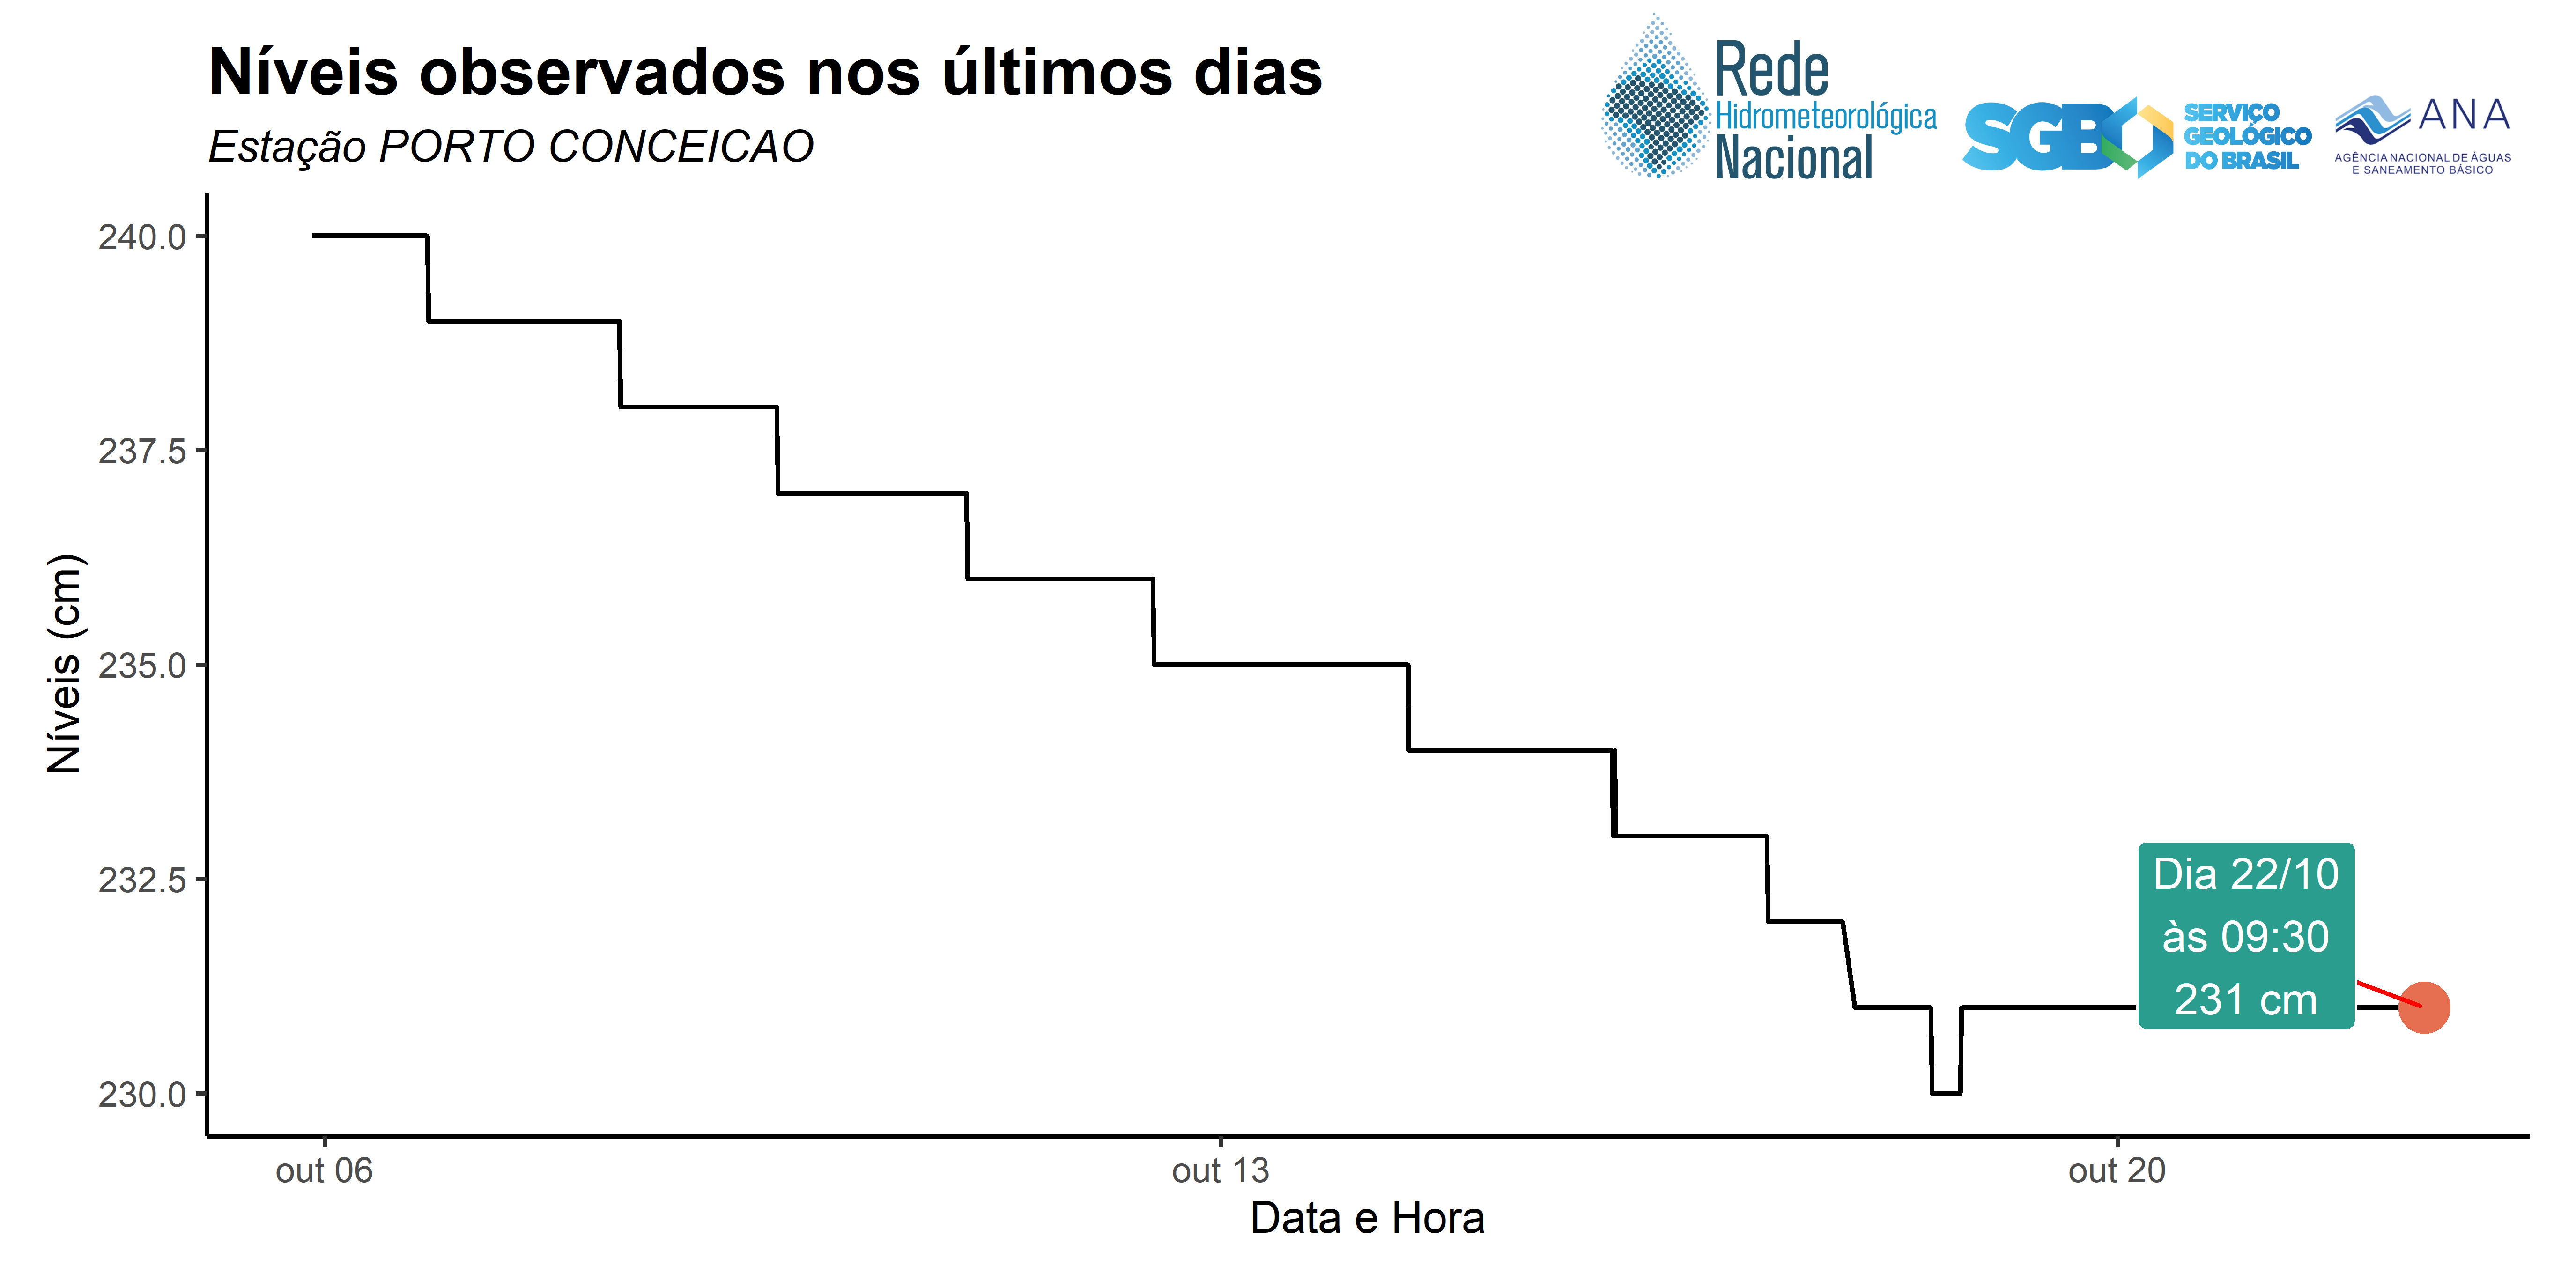 Níveis observados nos últimos dias
Estação PORTO CONCEICAO
Rede
Hidrometeorológica
Nacional
SGB
SERVIÇO
GEOLÓGICO
DO BRASIL
ANA
AGÊNCIA NACIONAL DE ÁGUAS
E SANEAMENTO BÁSICO
240.0
237.5
235.0
232.5
230.0
Níveis (cm)
Dia 22/10
às 09:30
231 cm
out 06
out 13
out 20
Data e Hora